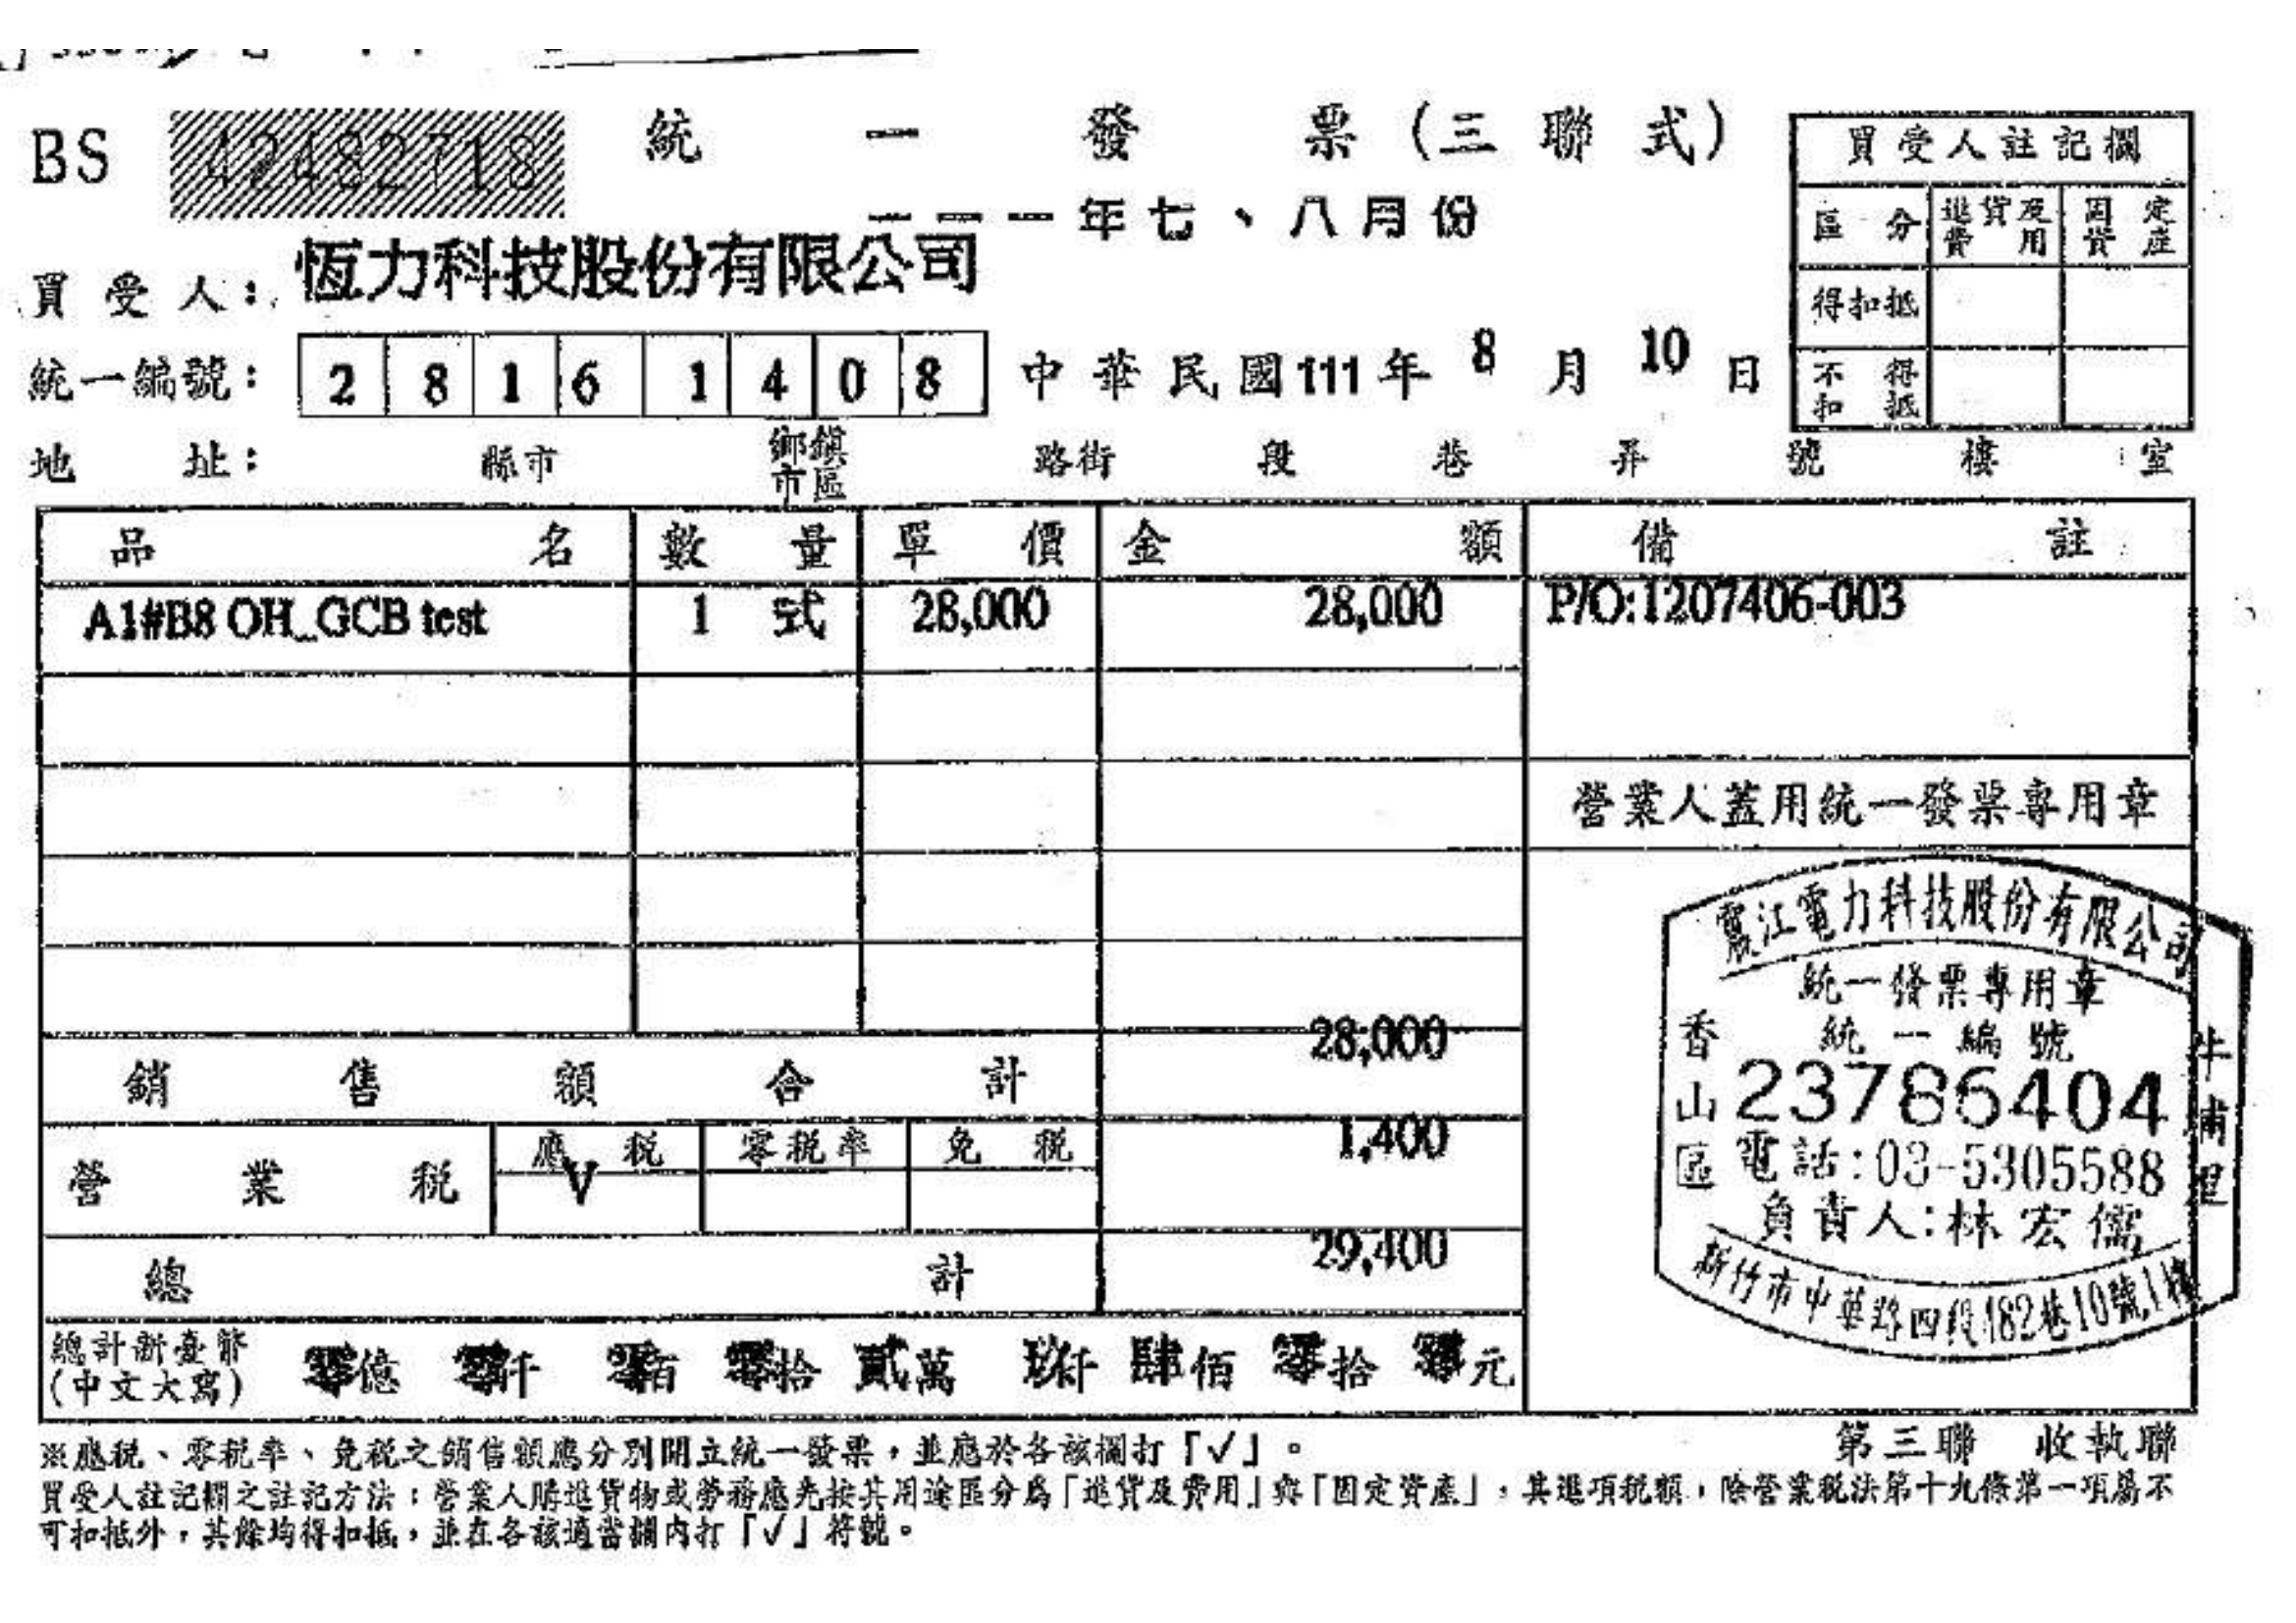 BS 42432718 統一發票(三聯式)
一一一年七、八月份
買受人註記欄
區分 進貨及費用 固定資產
得扣抵
不得扣抵
買受人: 恆力科技股份有限公司
統一編號: 2 8 1 6 1 4 0 8 中華民國111年8月10日
地址: 縣市 鄉鎮市區 路街 段 巷 弄 號 樓 室
品名 數量 單價 金額 備註
A1#B8 OH_GCB test 1 式 28,000 28,000 P/O:1207406-003
營業人蓋用統一發票專用章
銷售額合計 28,000
營業稅 應稅 V 零稅率 免稅 1,400
總計 29,400
總計新臺幣(中文大寫) 零億 零仟 零佰 零拾 貳萬 玖仟 肆佰 零拾 零元
江電力科技股份有限公司
統一發票專用章
統一編號
23786404
電話:03-5305588
負責人:林宏儒
香山區
牛埔里
新竹市中華路四段482巷10號1樓
第三聯 收執聯
※應稅、零稅率、免稅之銷售額應分別開立統一發票,並應於各該欄打「✓」。
買受人註記欄之註記方法:營業人購進貨物或勞務應先按其用途區分為「進貨及費用」與「固定資產」,其進項稅額,除營業稅法第十九條第一項屬不
可扣抵外,其餘均得扣抵,並在各該適當欄內打「✓」符號。